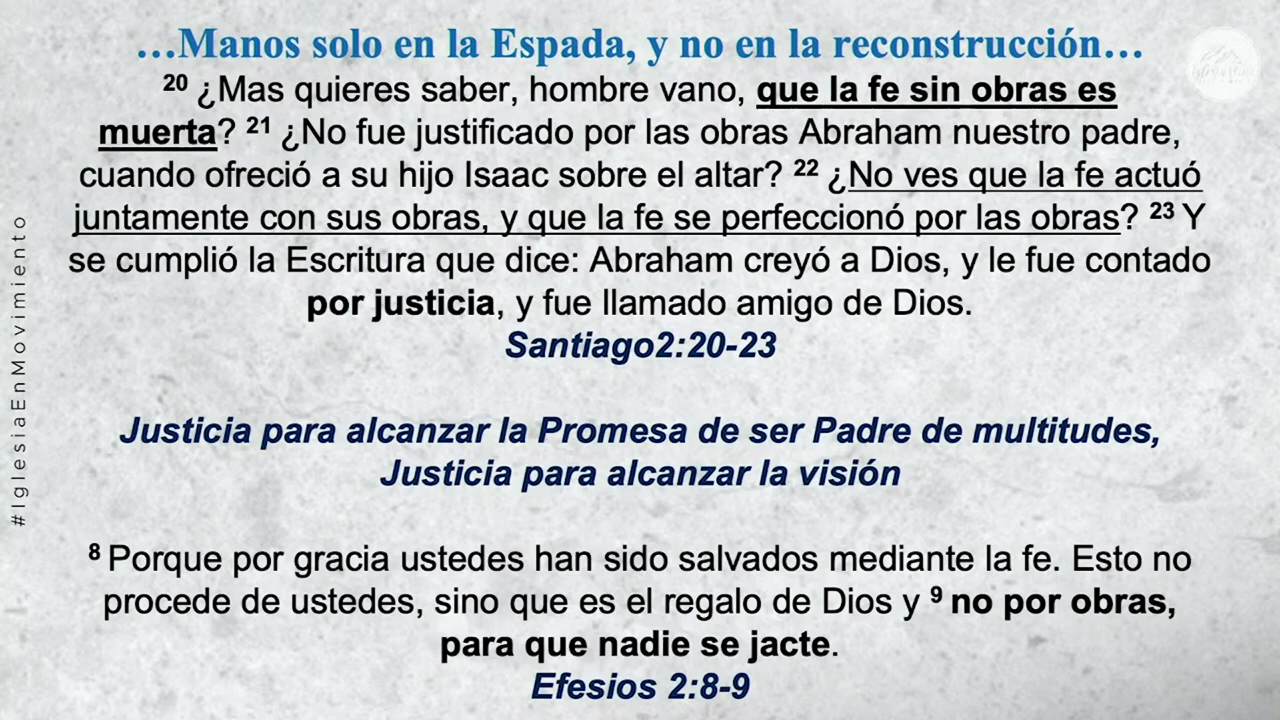 …Manos solo en la Espada, y no en la reconstrucción…
20 ¿Mas quieres saber, hombre vano, que la fe sin obras es
muerta? 21 ¿No fue justificado por las obras Abraham nuestro padre,
cuando ofreció a su hijo Isaac sobre el altar? 22 ¿No ves que la fe actuó
juntamente con sus obras, y que la fe se perfeccionó por las obras? 23 Y
se cumplió la Escritura que dice: Abraham creyó a Dios, y le fue contado
por justicia, y fue llamado amigo de Dios.
Santiago2:20-23
Justicia para alcanzar la Promesa de ser Padre de multitudes,
Justicia para alcanzar la visión
8 Porque por gracia ustedes han sido salvados mediante la fe. Esto no
procede de ustedes, sino que es el regalo de Dios y 9 no por obras,
para que nadie se jacte.
Efesios 2:8-9
#IglesiaEnMovimiento